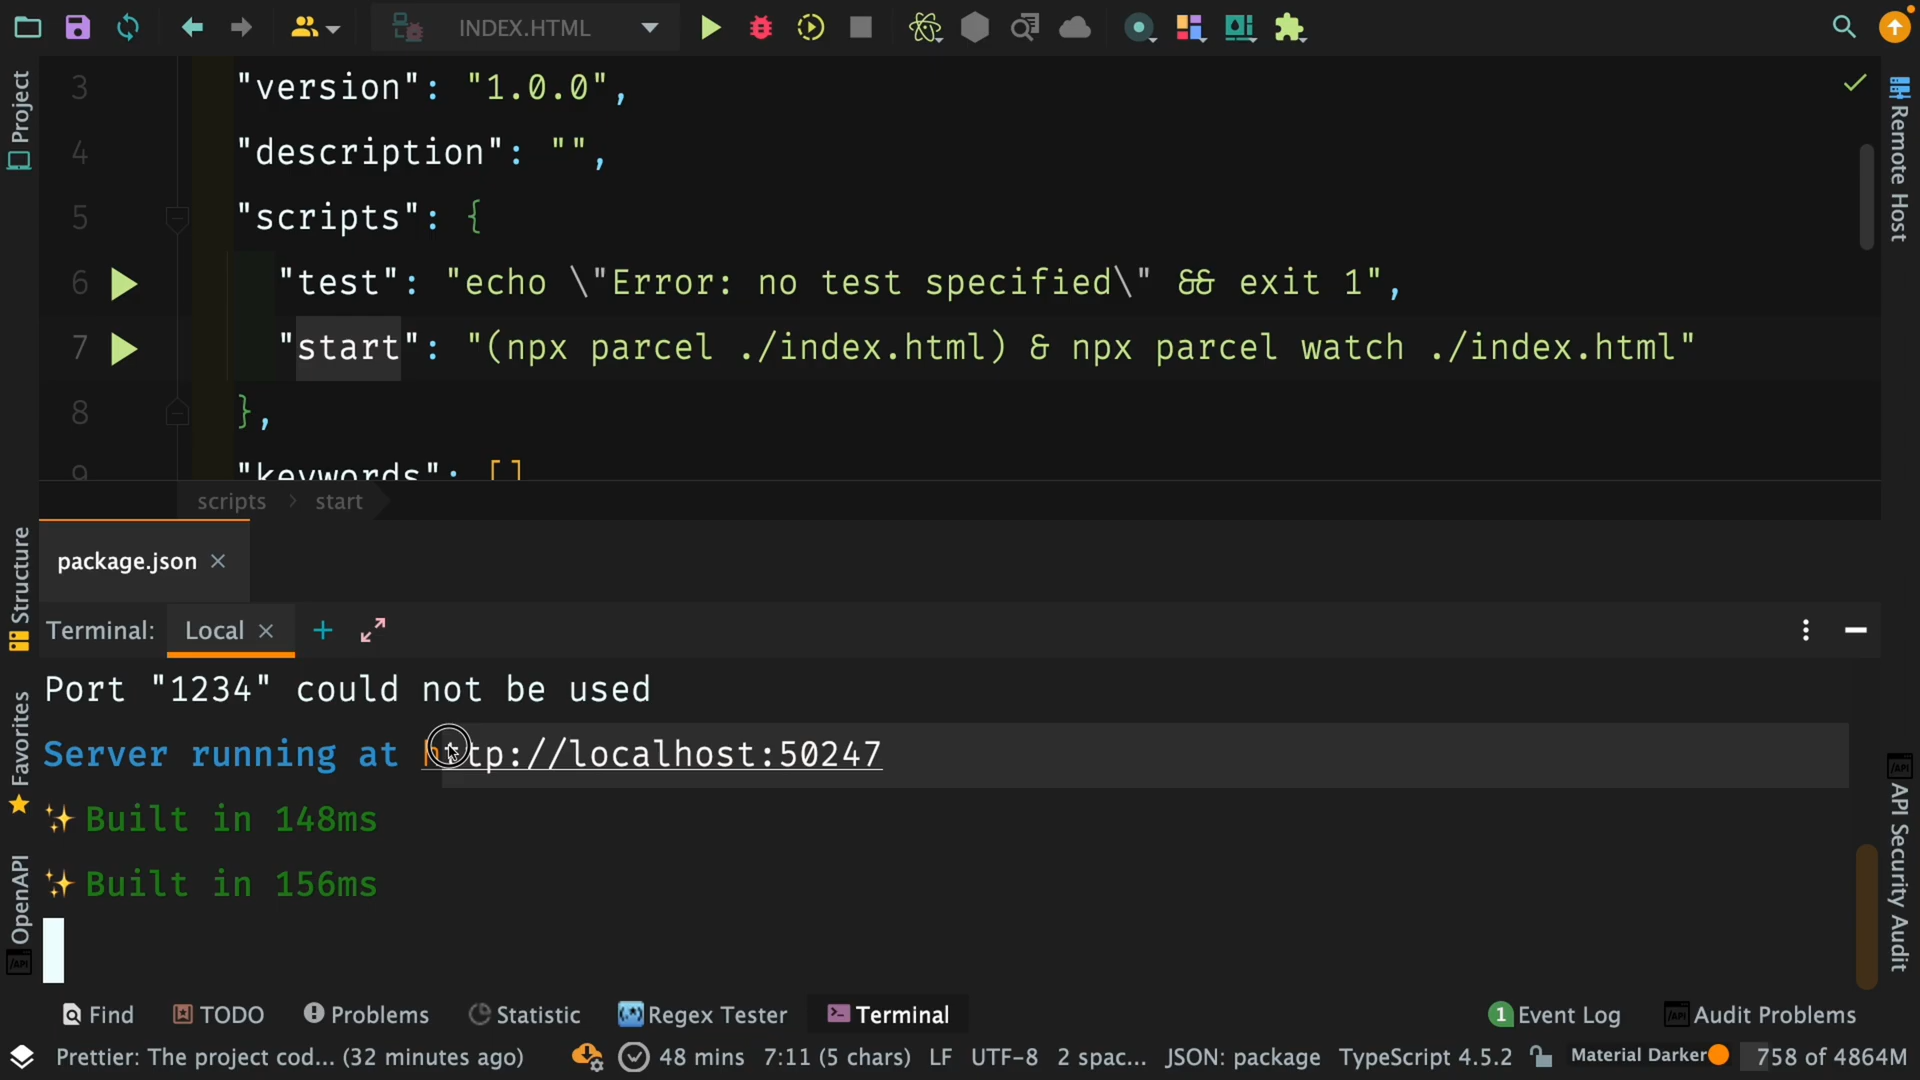 INDEX.HTML
Project
Remote Host
3 "version": "1.0.0",
4 "description": "",
5 "scripts": {
6 "test": "echo \"Error: no test specified\" && exit 1",
7 "start": "(npx parcel ./index.html) & npx parcel watch ./index.html"
8 },
9 "keywords": []
scripts > start
Structure
package.json ×
Terminal: Local × +
Favorites
Port "1234" could not be used
Server running at http://localhost:50247
✨ Built in 148ms
✨ Built in 156ms
OpenAPI
/API
API Security Audit
/API
Find TODO Problems Statistic Regex Tester Terminal 1 Event Log /API Audit Problems
Prettier: The project cod... (32 minutes ago) 48 mins 7:11 (5 chars) LF UTF-8 2 spac... JSON: package TypeScript 4.5.2 Material Darker 758 of 4864M